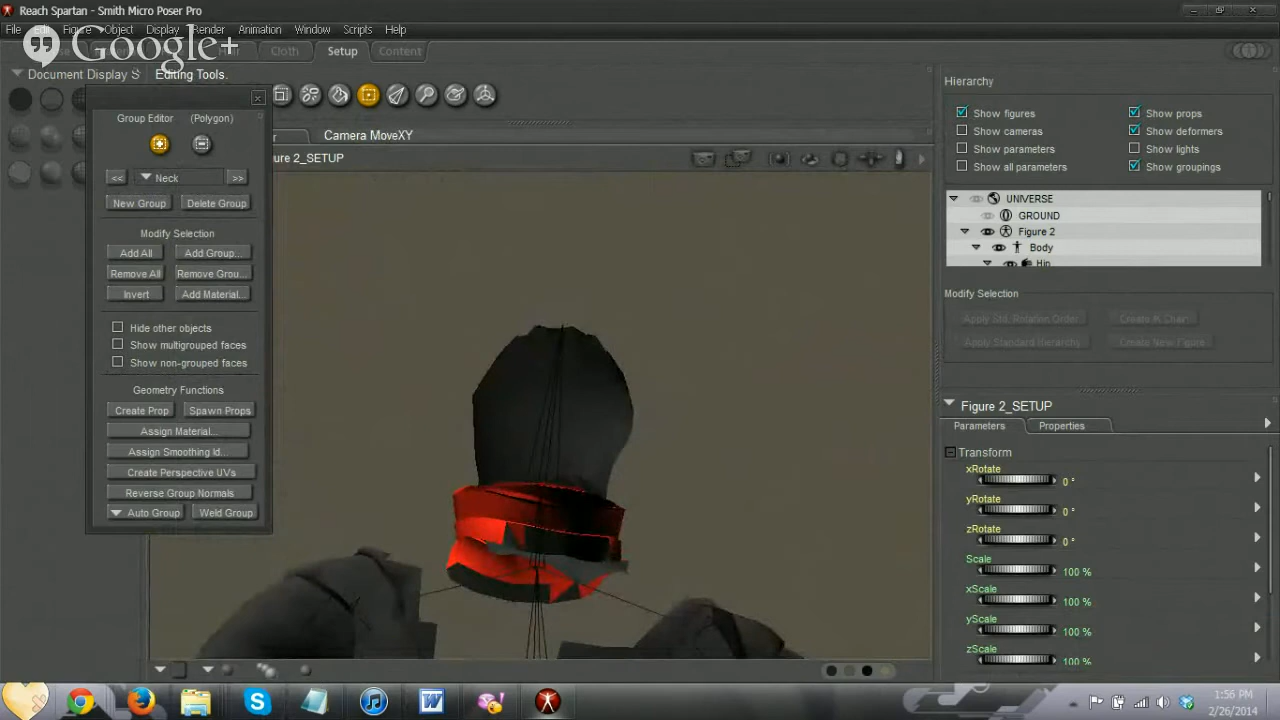 Reach Spartan - Smith Micro Poser Pro
File Edit Figure Object Display Render Animation Window Scripts Help
Google+
Cloth Setup Content
Document Display S
Editing Tools.
Group Editor (Polygon)
<< Neck >>
New Group Delete Group
Modify Selection
Add All Add Group...
Remove All Remove Grou...
Invert Add Material...
Hide other objects
Show multigrouped faces
Show non-grouped faces
Geometry Functions
Create Prop Spawn Props
Assign Material...
Assign Smoothing Id...
Create Perspective UVs
Reverse Group Normals
Auto Group Weld Group
Camera MoveXY
ure 2_SETUP
Hierarchy
Show figures Show props
Show cameras Show deformers
Show parameters Show lights
Show all parameters Show groupings
UNIVERSE
GROUND
Figure 2
Body
Hip
Modify Selection
Apply Std. Rotation Order Create IK Chain
Apply Standard Hierarchy Create New Figure
Figure 2_SETUP
Parameters Properties
Transform
xRotate
0 °
yRotate
0 °
zRotate
0 °
Scale
100 %
xScale
100 %
yScale
100 %
zScale
100 %
1:56 PM
2/26/2014